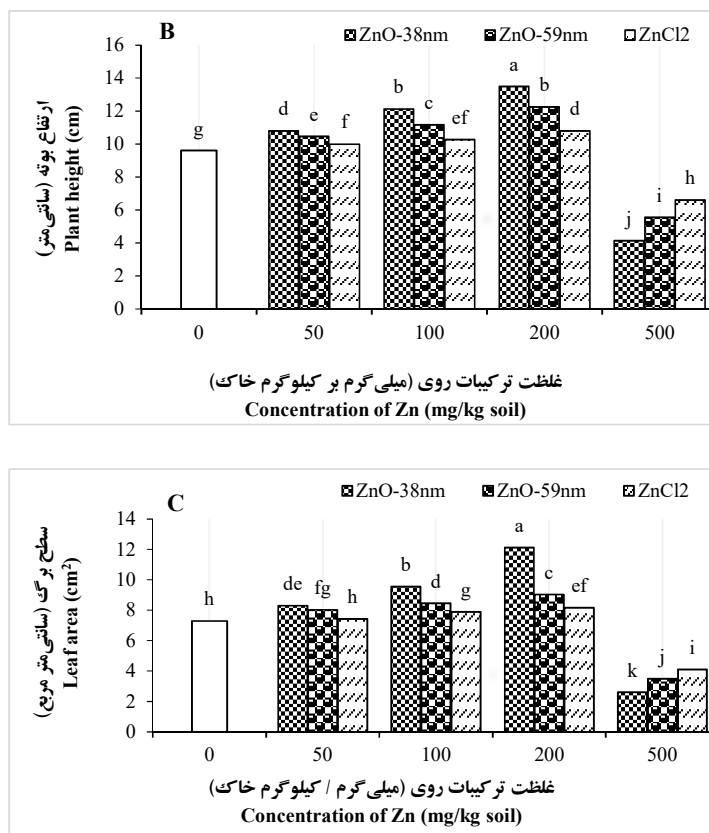 B
ZnO-38nm ZnO-59nm ZnCl2
ارتفاع بوته (سانتی‌متر)
Plant height (cm)
16
14
12
10
8
6
4
2
0
g
d e f
b c ef
a b d
j i h
0 50 100 200 500
غلظت ترکیبات روی (میلی‌گرم بر کیلوگرم خاک)
Concentration of Zn (mg/kg soil)
C
ZnO-38nm ZnO-59nm ZnCl2
سطح برگ (سانتی‌متر مربع)
Leaf area (cm²)
14
12
10
8
6
4
2
0
h
de fg h
b d g
a c ef
k j i
0 50 100 200 500
غلظت ترکیبات روی (میلی‌گرم / کیلوگرم خاک)
Concentration of Zn (mg/kg soil)